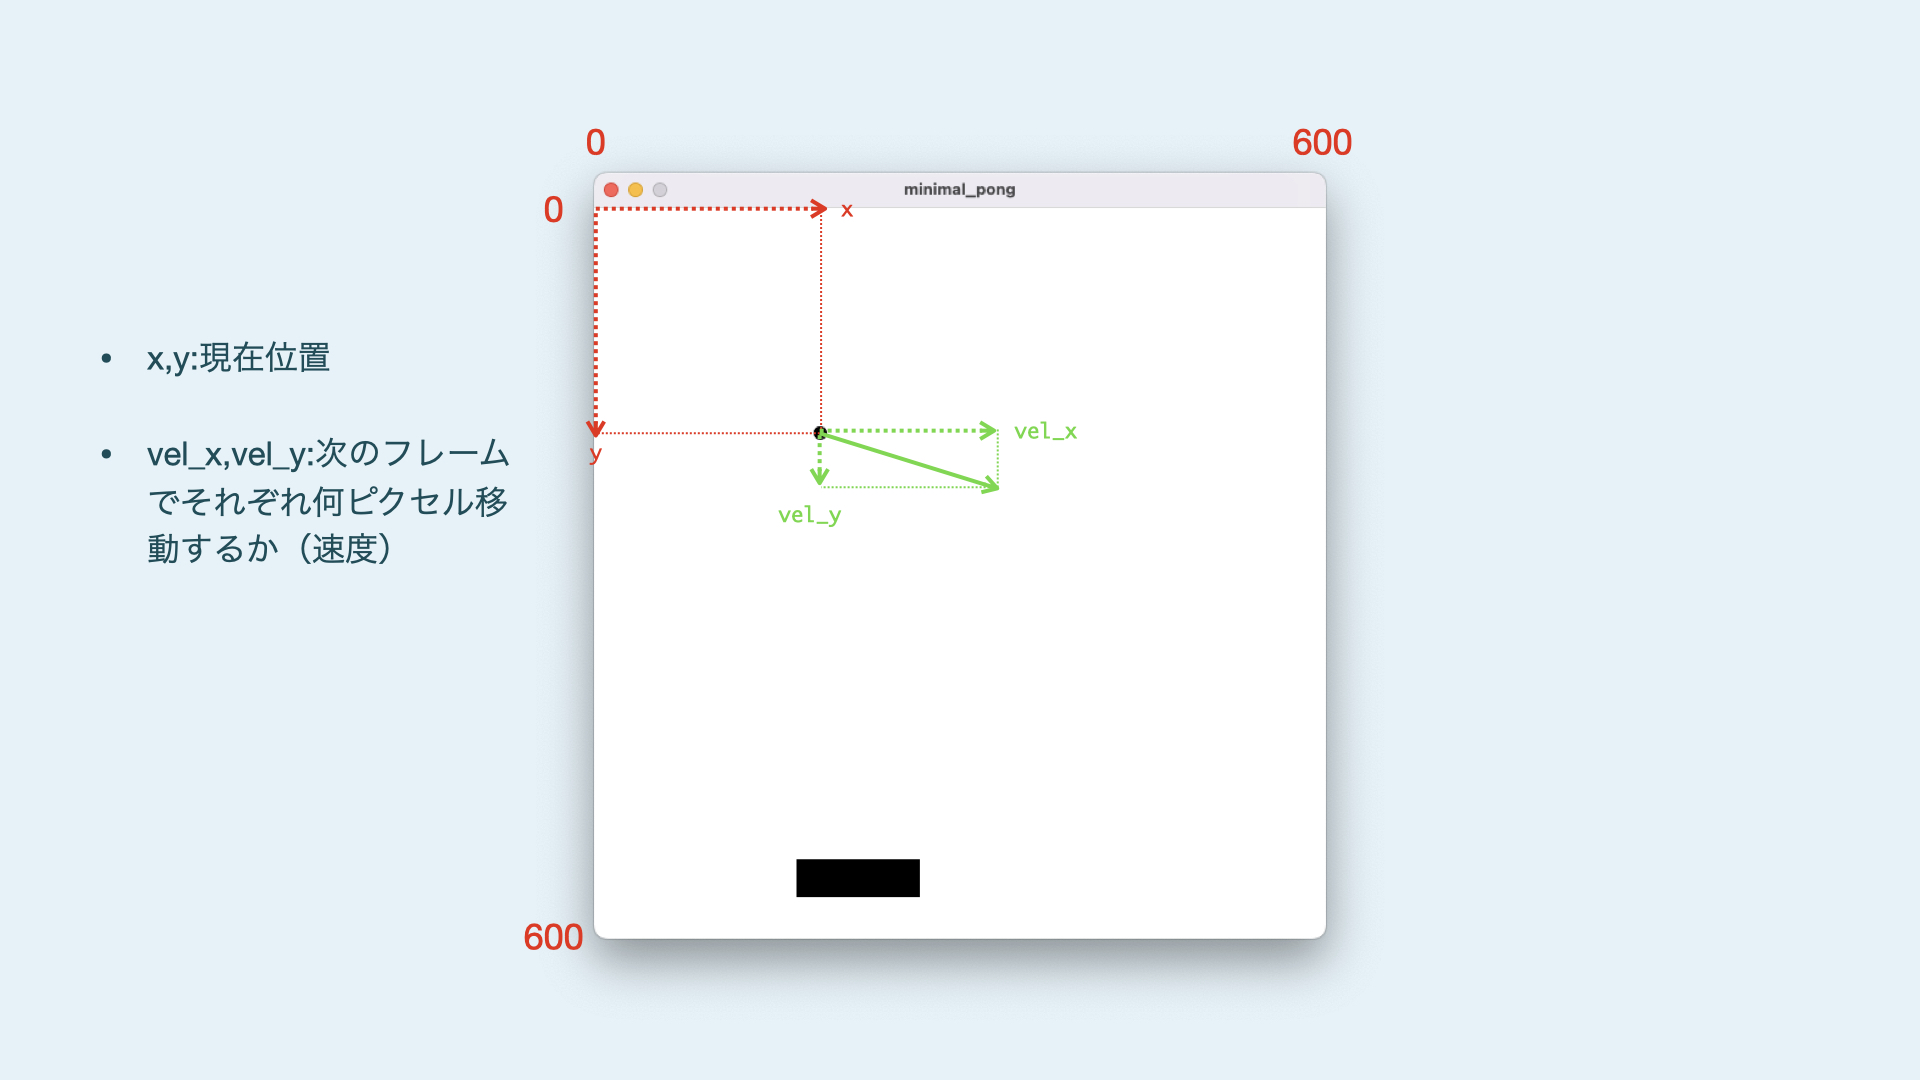 0
600
minimal_pong
0
x
• x,y:現在位置
• vel_x,vel_y:次のフレーム
でそれぞれ何ピクセル移
動するか（速度）
y
vel_x
vel_y
600